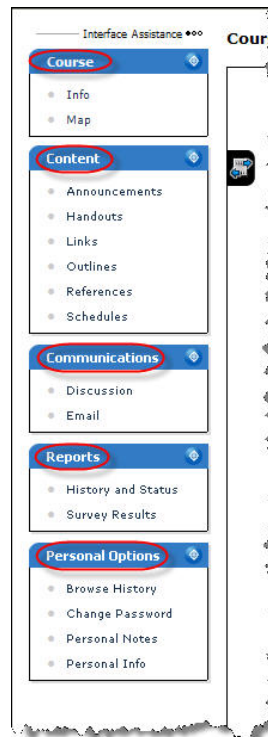 Interface Assistance
Cour
Course
Info
Map
Content
Announcements
Handouts
Links
Outlines
References
Schedules
Communications
Discussion
Email
Reports
History and Status
Survey Results
Personal Options
Browse History
Change Password
Personal Notes
Personal Info